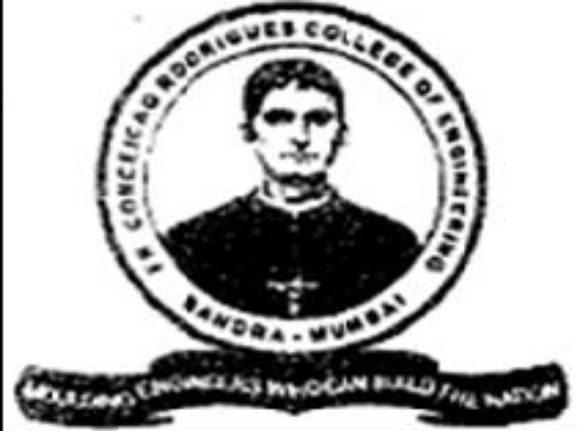 FR CONCEICAO RODRIGUES COLLEGE OF ENGINEERING
BANDRA - MUMBAI
MOULDING ENGINEERS WHO CAN BUILD THE NATION